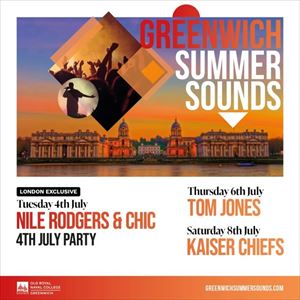 GREENWICH
SUMMER
SOUNDS
LONDON EXCLUSIVE
Tuesday 4th July
NILE RODGERS & CHIC
4TH JULY PARTY
Thursday 6th July
TOM JONES
Saturday 8th July
KAISER CHIEFS
OLD ROYAL
NAVAL COLLEGE
GREENWICH
GREENWICHSUMMERSOUNDS.COM